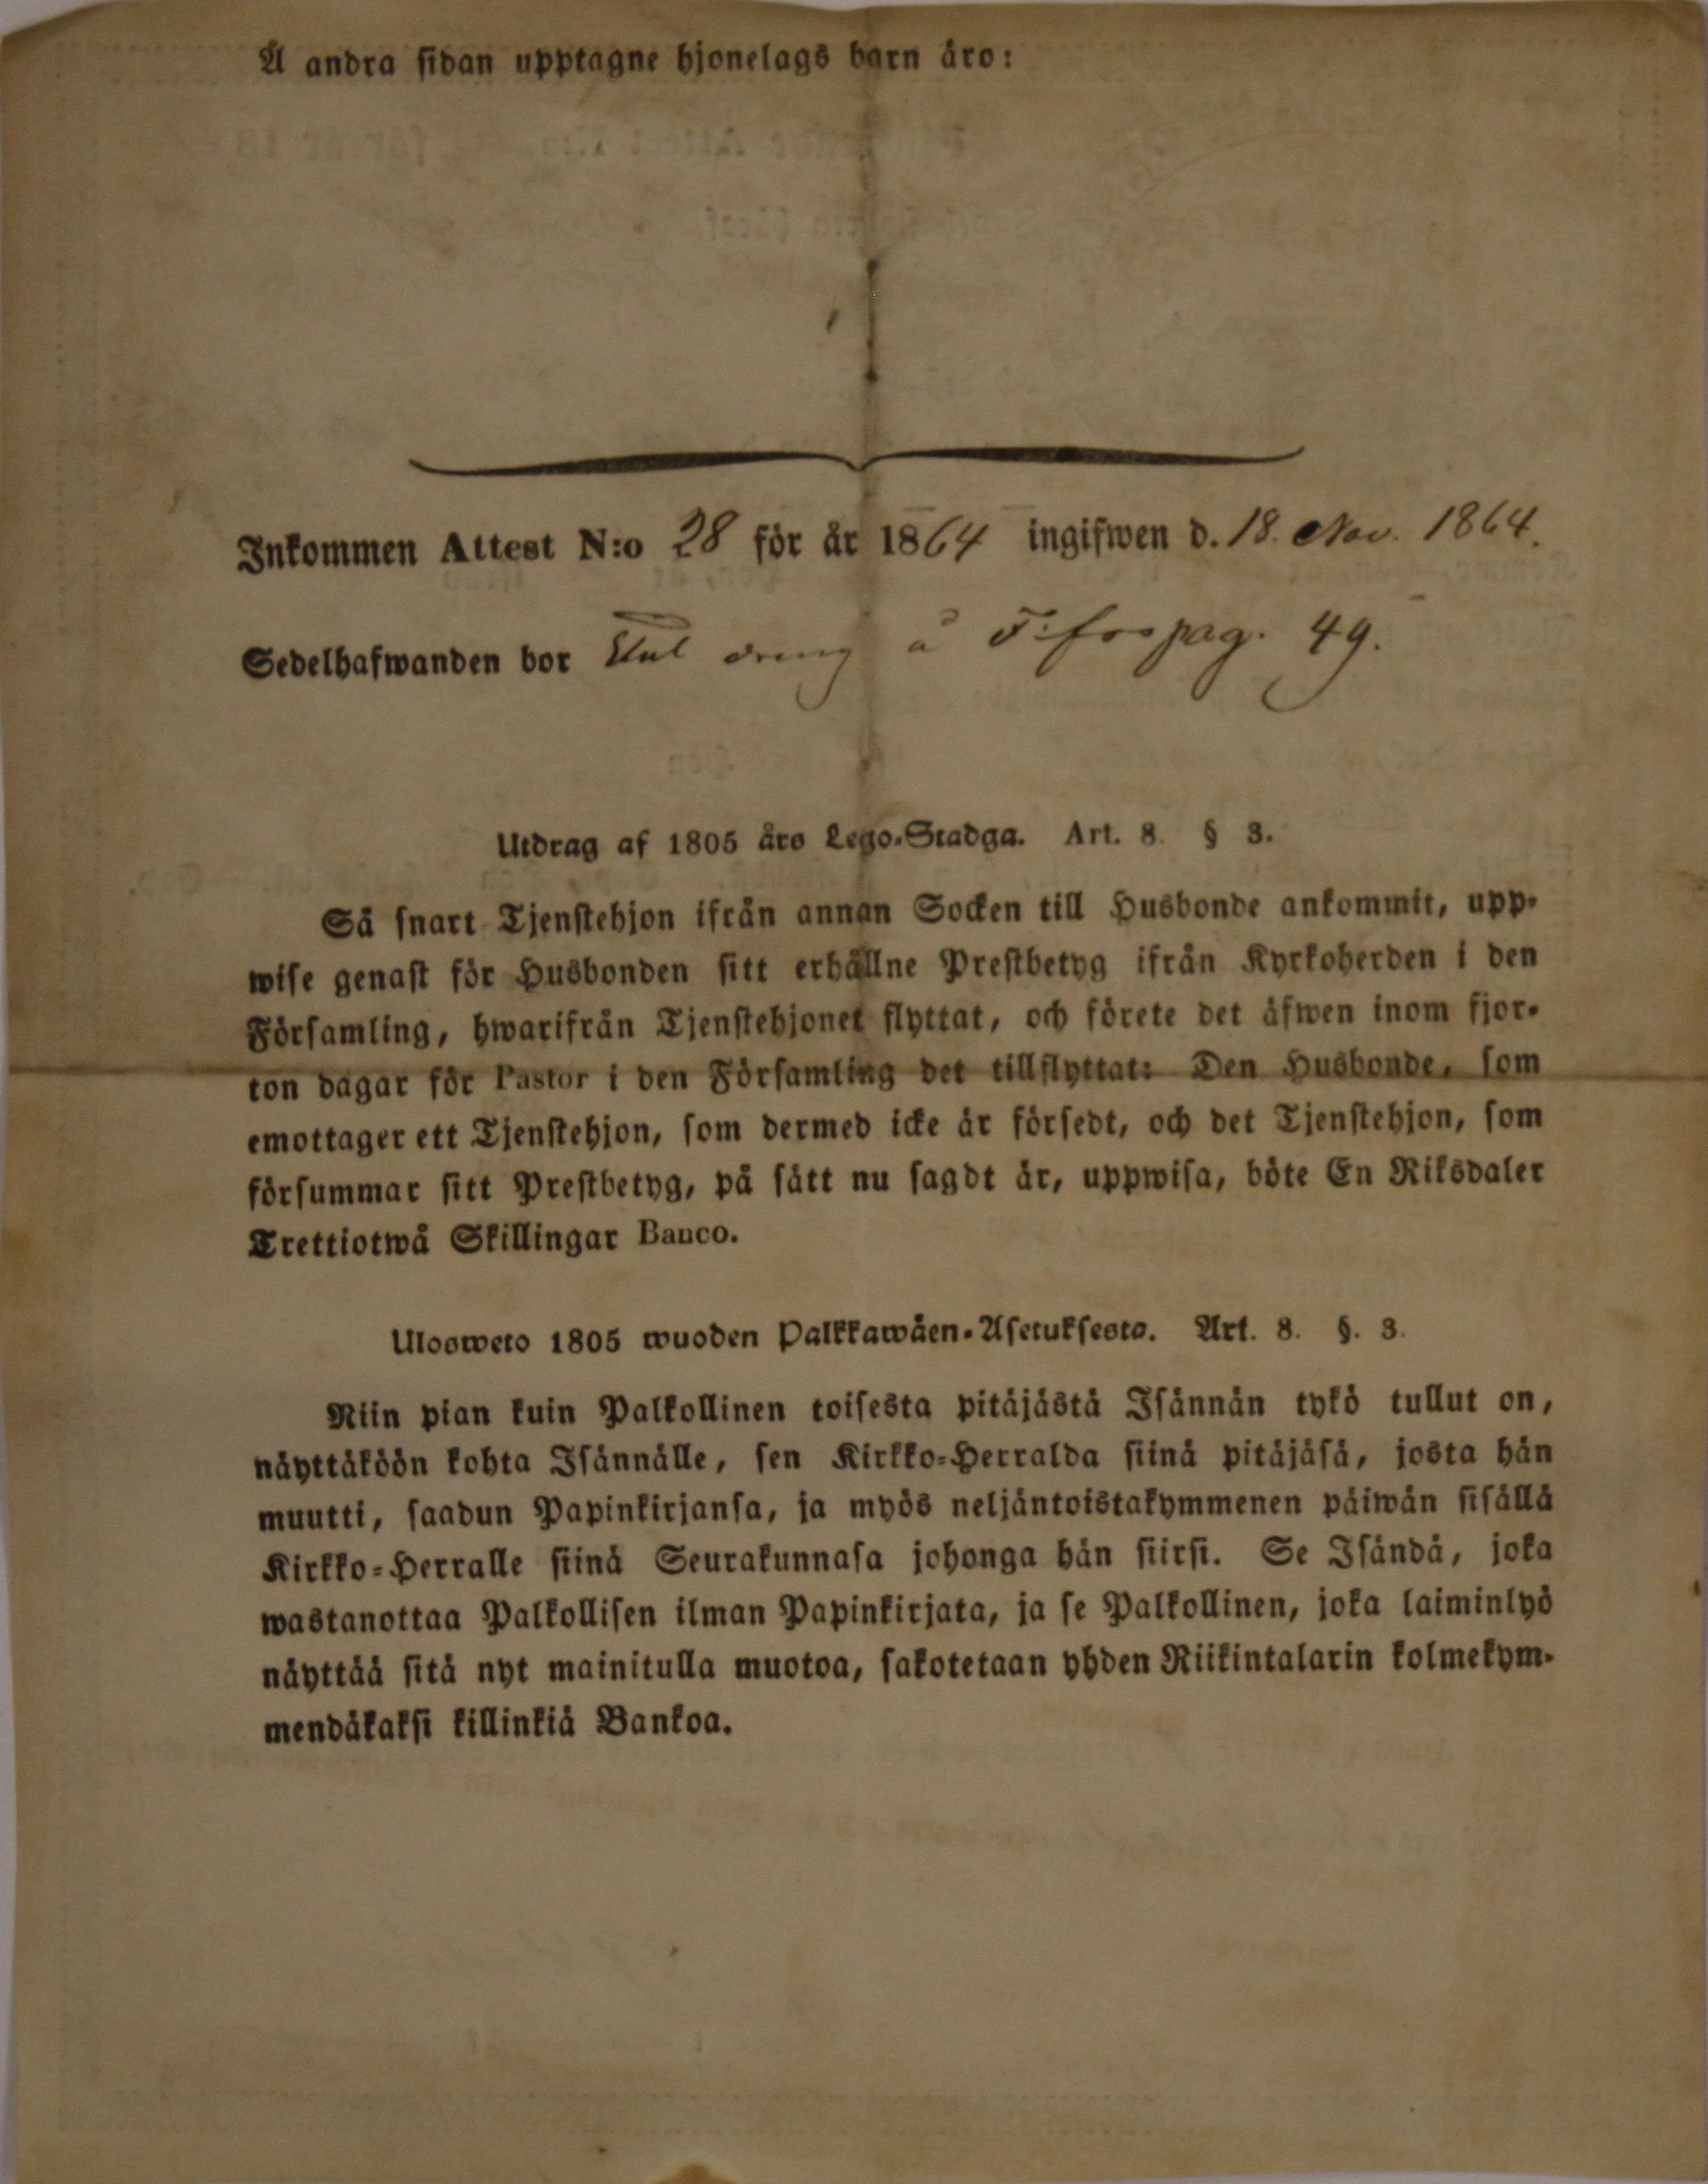 Å andra sidan upptagne hjonelags barn äro:
Inkommen Attest N:o 28 för år 1864 ingifwen d. 18. Nov. 1864.
Sedelhafwanden bor dreng å pag. 49.
Utdrag af 1805 års Lego-Stadga. Art. 8. § 3.
Så snart Tjenstehjon ifrån annan Socken till Husbonde ankommit, upp-
wise genast för Husbonden sitt erhållne Prestbetyg ifrån Kyrkoherden i den
Församling, hwarifrån Tjenstehjonet flyttat, och förete det äfwen inom fjor-
ton dagar för Pastor i den Församling det tillflyttat: Den Husbonde, som
emottager ett Tjenstehjon, som dermed icke är försedt, och det Tjenstehjon, som
försummar sitt Prestbetyg, på sätt nu sagdt är, uppwisa, böte En Riksdaler
Trettiotwå Skillingar Banco.
Ulosweto 1805 wuoden Palkkawäen-Asetuksesta. Art. 8. §. 3.
Niin pian kuin Palkollinen toisesta pitäjästä Isännän tykö tullut on,
näyttäköön kohta Isännälle, sen Kirkko-Herralda siinä pitäjäsä, josta hän
muutti, saadun Papinkirjansa, ja myös neljäntoistakymmenen päiwän sisällä
Kirkko-Herralle siinä Seurakunnasa johonga hän siirsi. Se Isändä, joka
wastanottaa Palkollisen ilman Papinkirjata, ja se Palkollinen, joka laiminlyö
näyttää sitä nyt mainitulla muotoa, sakotetaan yhden Riikintalarin kolmekym-
mendäkaksi killinkiä Bankoa.